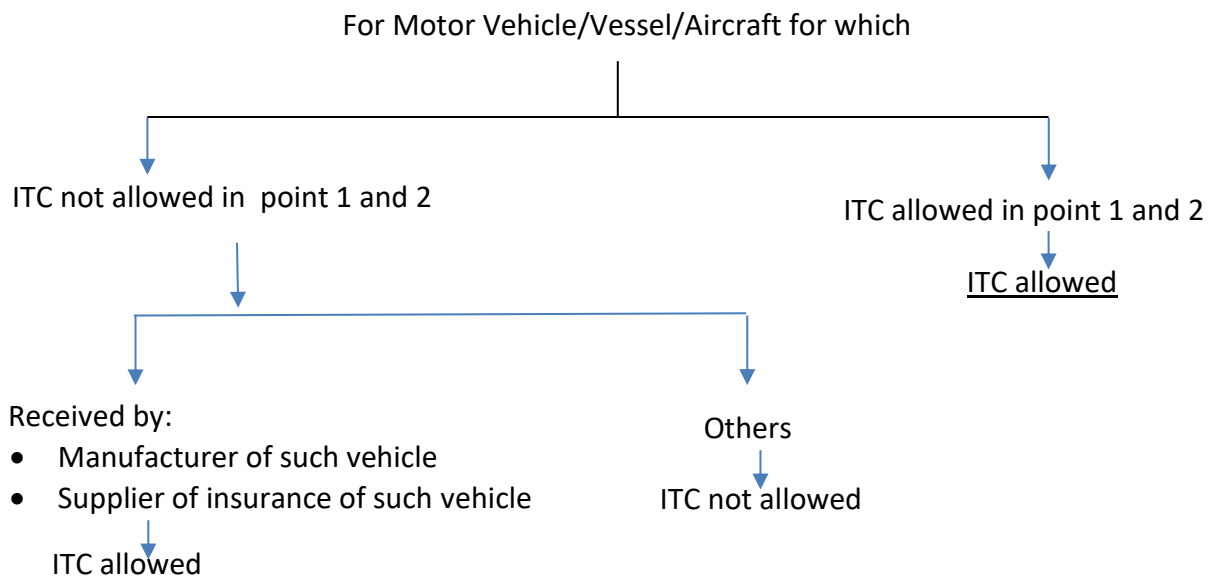 For Motor Vehicle/Vessel/Aircraft for which
ITC not allowed in point 1 and 2
ITC allowed in point 1 and 2
ITC allowed
Received by:
• Manufacturer of such vehicle
• Supplier of insurance of such vehicle
ITC allowed
Others
ITC not allowed